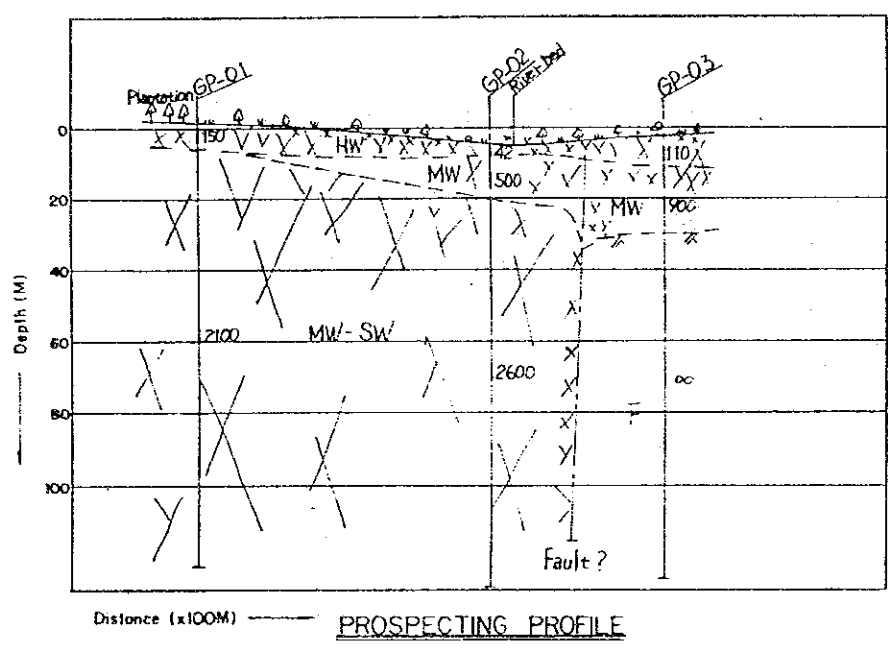 GP-01
GP-02
River-bed
GP-03
Plantation
0
150
HW
42
110
MW
500
20
MW
900
40
60
2100
MW-SW
2600
∞
80
F
100
Fault?
Depth (M)
Distance (x100M)
PROSPECTING PROFILE